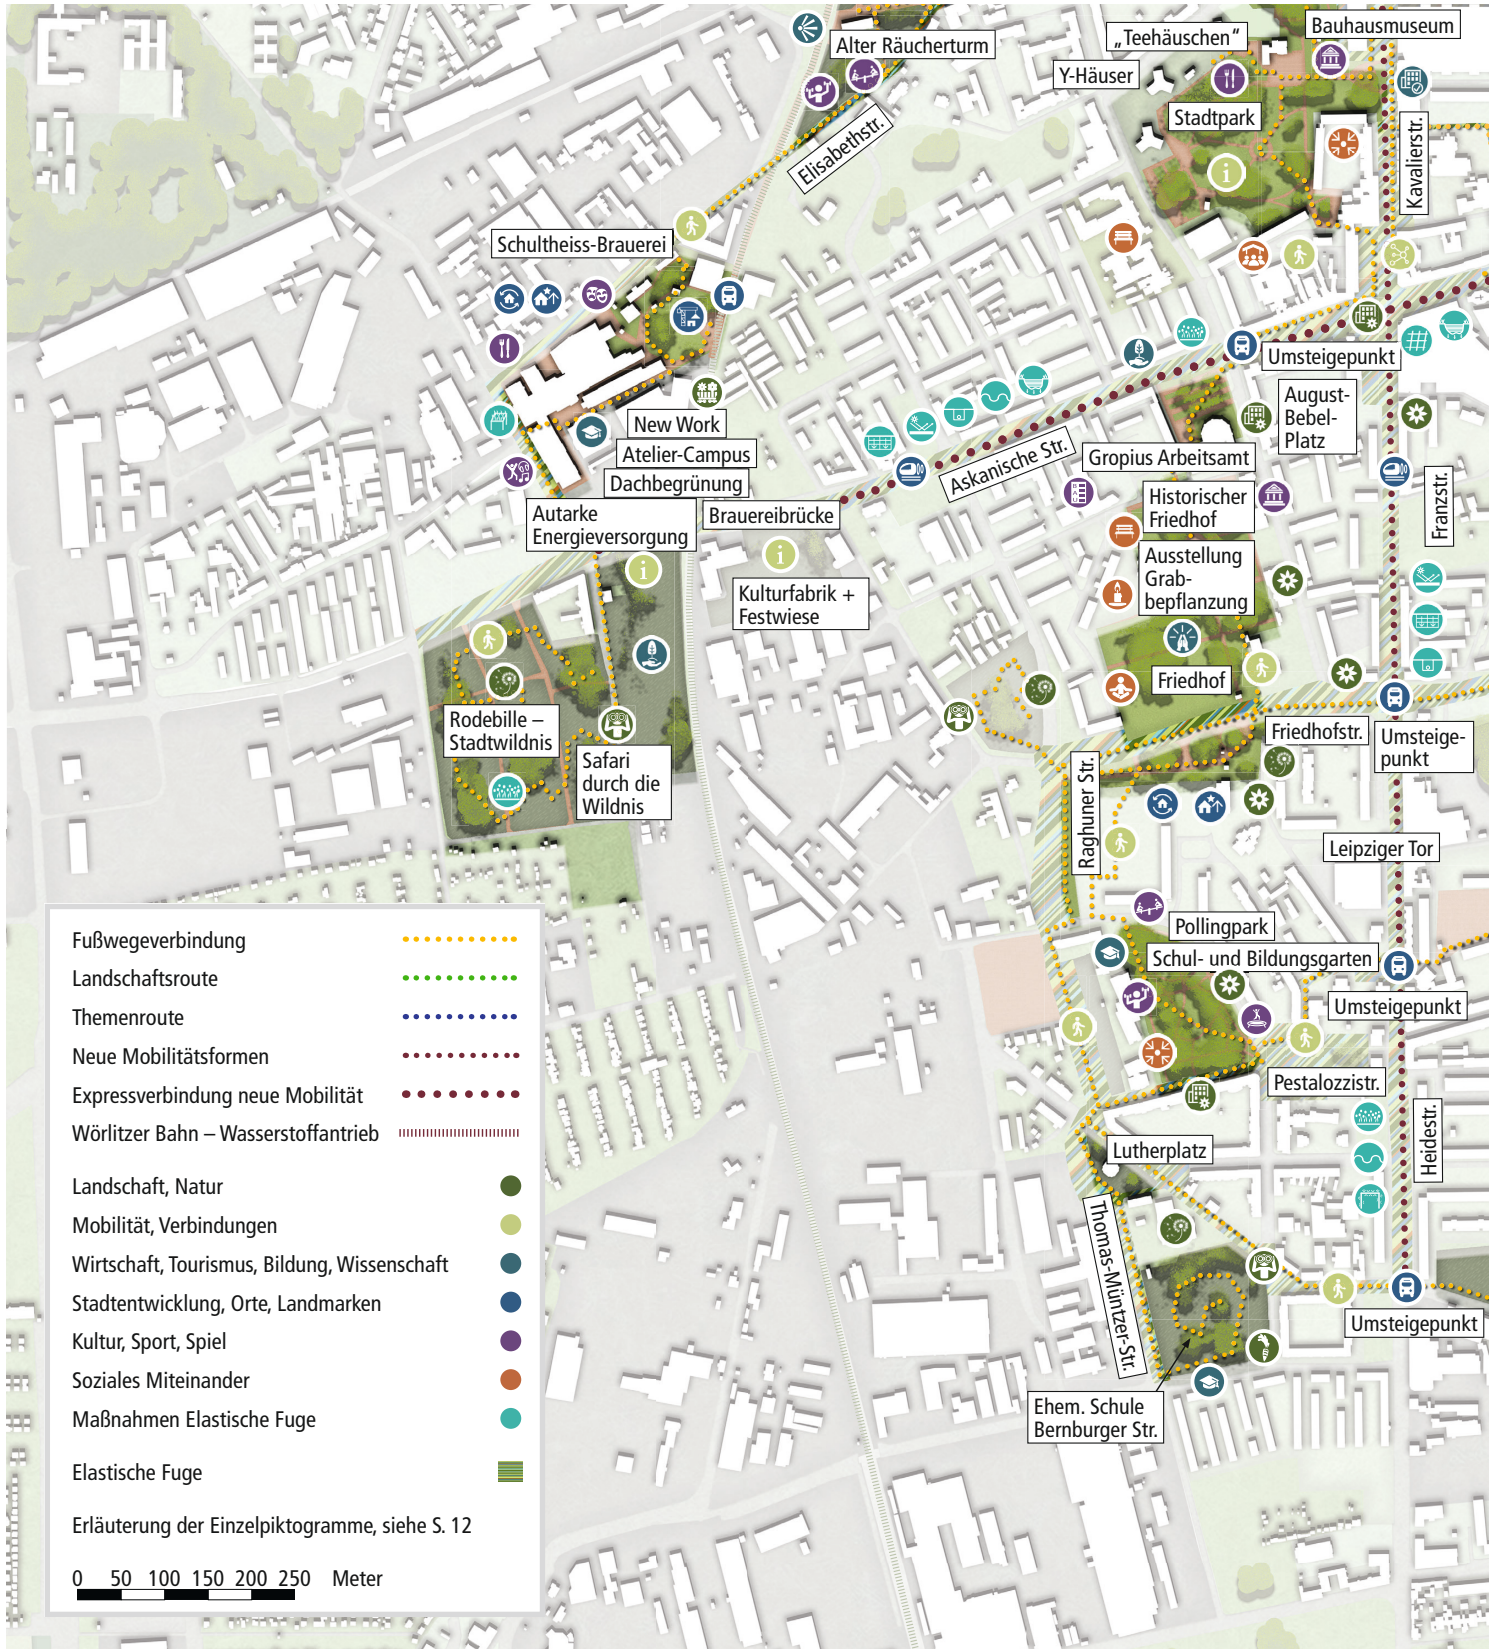 Alter Räucherturm
Elisabethstr.
„Teehäuschen“
Bauhausmuseum
Y-Häuser
Stadtpark
Kavalierstr.
Schultheiss-Brauerei
Umsteigepunkt
August-
Bebel-
Platz
New Work
Atelier-Campus
Dachbegrünung
Autarke
Energieversorgung
Brauereibrücke
Askanische Str.
Gropius Arbeitsamt
Historischer
Friedhof
Ausstellung
Grab-
bepflanzung
Franzstr.
Kulturfabrik +
Festwiese
Friedhof
Rodebille –
Stadtwildnis
Safari
durch die
Wildnis
Friedhofstr.
Umsteige-
punkt
Raghuner Str.
Leipziger Tor
Pollingpark
Schul- und Bildungsgarten
Umsteigepunkt
Pestalozzistr.
Heidestr.
Lutherplatz
Thomas-Müntzer-Str.
Umsteigepunkt
Ehem. Schule
Bernburger Str.
Fußwegeverbindung
Landschaftsroute
Themenroute
Neue Mobilitätsformen
Expressverbindung neue Mobilität
Wörlitzer Bahn – Wasserstoffantrieb
Landschaft, Natur
Mobilität, Verbindungen
Wirtschaft, Tourismus, Bildung, Wissenschaft
Stadtentwicklung, Orte, Landmarken
Kultur, Sport, Spiel
Soziales Miteinander
Maßnahmen Elastische Fuge
Elastische Fuge
Erläuterung der Einzelpiktogramme, siehe S. 12
0 50 100 150 200 250 Meter